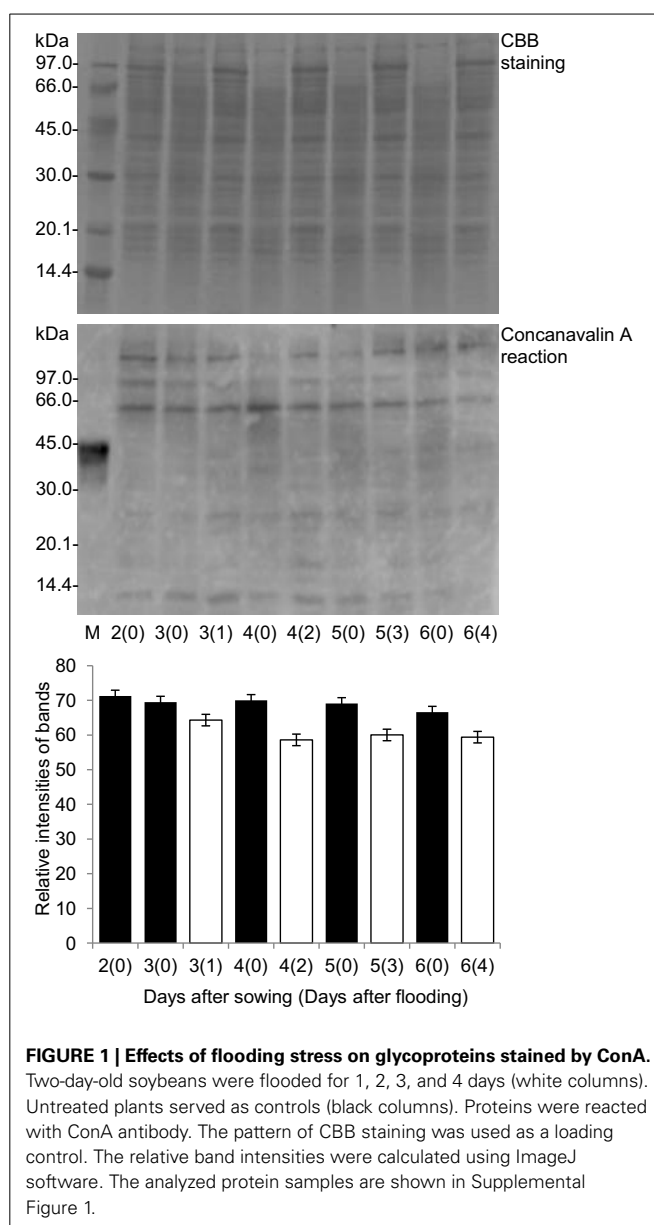 kDa
97.0-
66.0-
45.0-
30.0-
20.1-
14.4-
CBB
staining
kDa
97.0-
66.0-
45.0-
30.0-
20.1-
14.4-
Concanavalin A
reaction
M 2(0) 3(0) 3(1) 4(0) 4(2) 5(0) 5(3) 6(0) 6(4)
Relative intensities of bands
80
70
60
50
40
30
20
10
0
2(0) 3(0) 3(1) 4(0) 4(2) 5(0) 5(3) 6(0) 6(4)
Days after sowing (Days after flooding)
FIGURE 1 | Effects of flooding stress on glycoproteins stained by ConA.
Two-day-old soybeans were flooded for 1, 2, 3, and 4 days (white columns).
Untreated plants served as controls (black columns). Proteins were reacted
with ConA antibody. The pattern of CBB staining was used as a loading
control. The relative band intensities were calculated using ImageJ
software. The analyzed protein samples are shown in Supplemental
Figure 1.